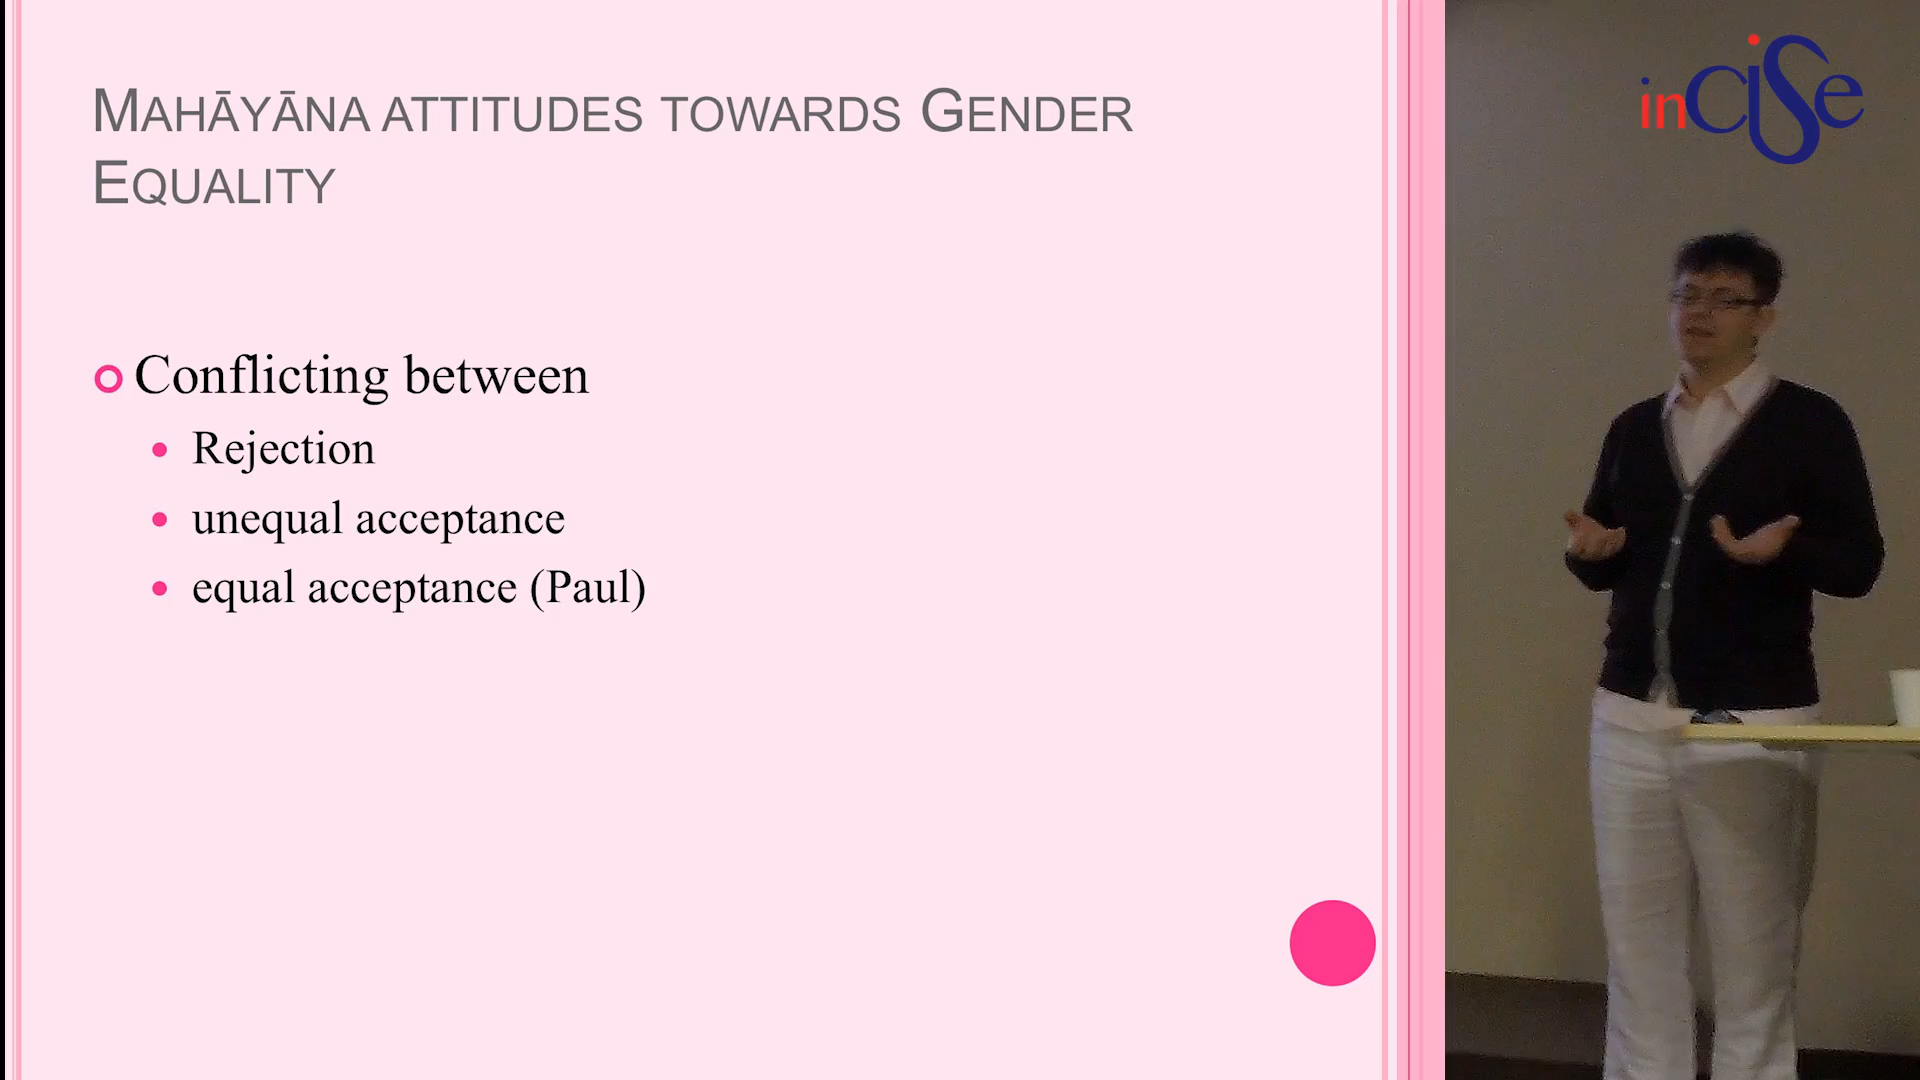 Mahāyāna attitudes towards Gender
Equality
Conflicting between
Rejection
unequal acceptance
equal acceptance (Paul)
inCiSe